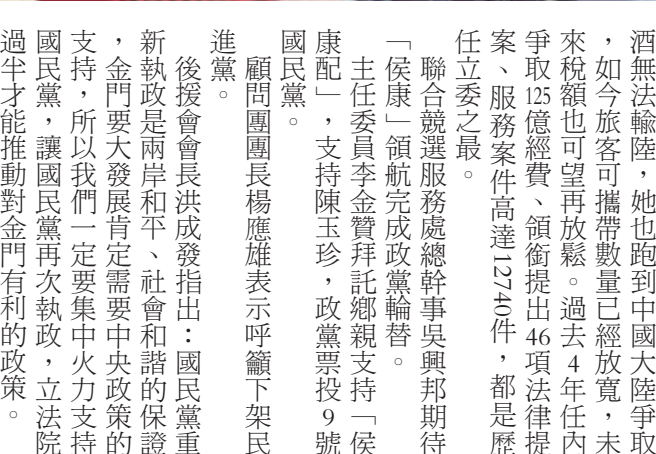 酒無法輸陸，她也跑到中國大陸爭取
，如今旅客可攜帶數量已經放寬，未
來稅額也可望再放鬆。過去4年任內
爭取125億經費、領銜提出46項法律提
案、服務案件高達12740件，都是歷
任立委之最。
聯合競選服務處總幹事吳興邦期待
「侯康」領航完成政黨輪替。
主任委員李金贊拜託鄉親支持「侯
康配」，支持陳玉珍，政黨票投9號
國民黨。
顧問團團長楊應雄表示呼籲下架民
進黨。
後援會會長洪成發指出：國民黨重
新執政是兩岸和平、社會和諧的保證
，金門要大發展肯定需要中央政策的
支持，所以我們一定要集中火力支持
國民黨，讓國民黨再次執政，立法院
過半才能推動對金門有利的政策。